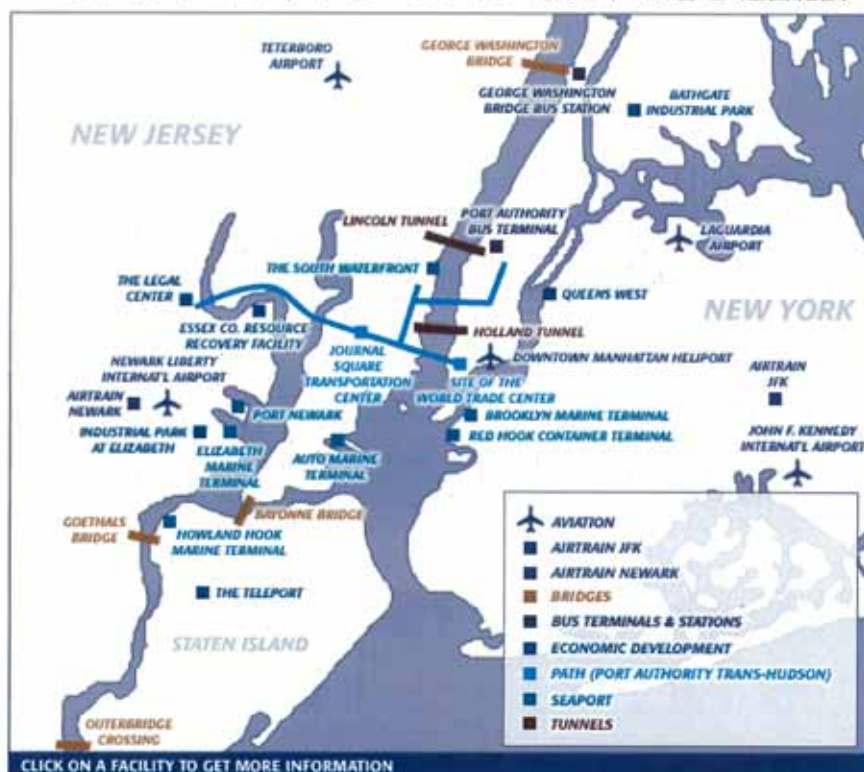 TETERBORO
AIRPORT
GEORGE WASHINGTON
BRIDGE
GEORGE WASHINGTON
BRIDGE BUS STATION
BATHGATE
INDUSTRIAL PARK
NEW JERSEY
LINCOLN TUNNEL
PORT AUTHORITY
BUS TERMINAL
LAGUARDIA
AIRPORT
THE SOUTH WATERFRONT
THE LEGAL
CENTER
QUEENS WEST
NEW YORK
ESSEX CO. RESOURCE
RECOVERY FACILITY
HOLLAND TUNNEL
JOURNAL
SQUARE
TRANSPORTATION
CENTER
DOWNTOWN MANHATTAN HELIPORT
SITE OF THE
WORLD TRADE CENTER
NEWARK LIBERTY
INTERNAT'L AIRPORT
AIRTRAIN
NEWARK
AIRTRAIN
JFK
PORT NEWARK
BROOKLYN MARINE TERMINAL
INDUSTRIAL PARK
AT ELIZABETH
ELIZABETH
MARINE
TERMINAL
AUTO MARINE
TERMINAL
RED HOOK CONTAINER TERMINAL
JOHN F. KENNEDY
INTERNAT'L AIRPORT
GOETHALS
BRIDGE
BAYONNE BRIDGE
HOWLAND HOOK
MARINE TERMINAL
THE TELEPORT
STATEN ISLAND
OUTERBRIDGE
CROSSING
AVIATION
AIRTRAIN JFK
AIRTRAIN NEWARK
BRIDGES
BUS TERMINALS & STATIONS
ECONOMIC DEVELOPMENT
PATH (PORT AUTHORITY TRANS-HUDSON)
SEAPORT
TUNNELS
CLICK ON A FACILITY TO GET MORE INFORMATION